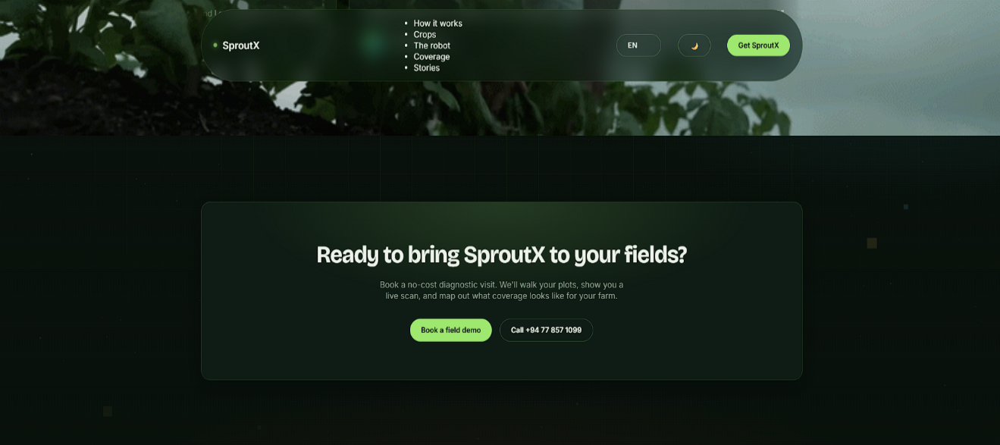 SproutX
How it works
Crops
The robot
Coverage
Stories
EN
Get SproutX
Ready to bring SproutX to your fields?
Book a no-cost diagnostic visit. We'll walk your plots, show you a
live scan, and map out what coverage looks like for your farm.
Book a field demo
Call +94 77 857 1099